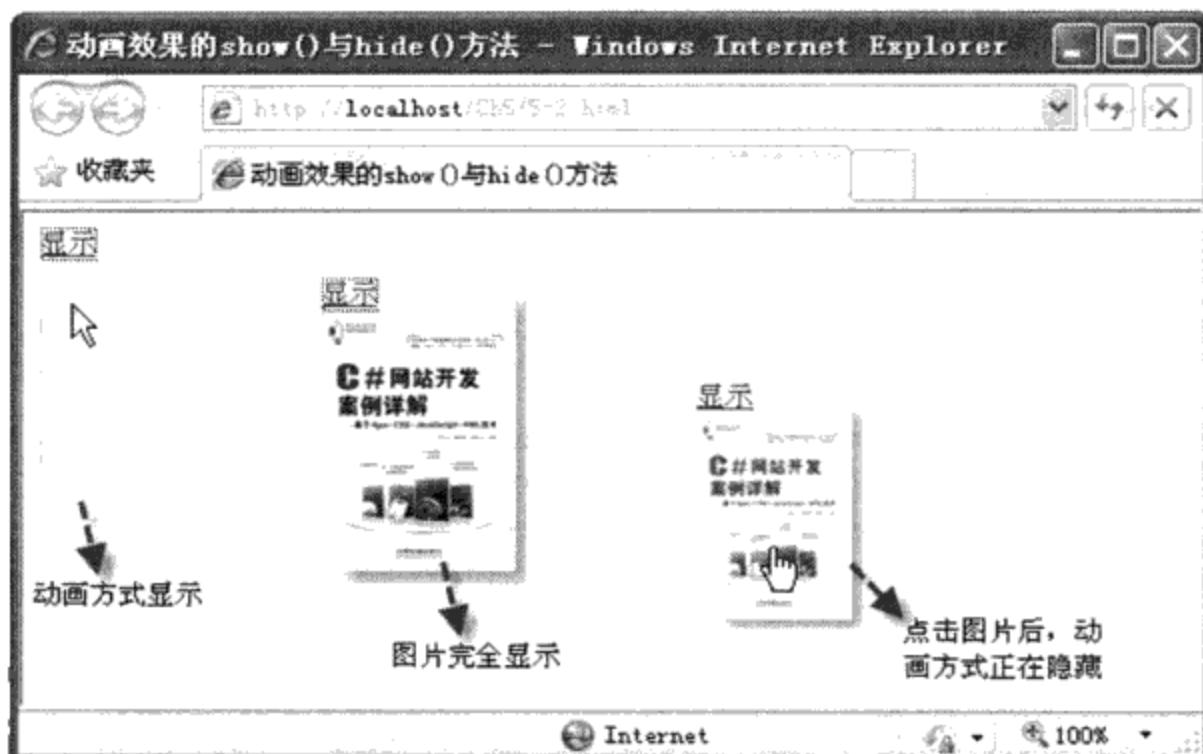 动画效果的show()与hide()方法 - Windows Internet Explorer
http://localhost/Ch5/5-2.html
收藏夹
动画效果的show()与hide()方法
显示
显示
C#网站开发
案例详解
显示
C#网站开发
案例详解
动画方式显示
图片完全显示
点击图片后，动
画方式正在隐藏
Internet
100%